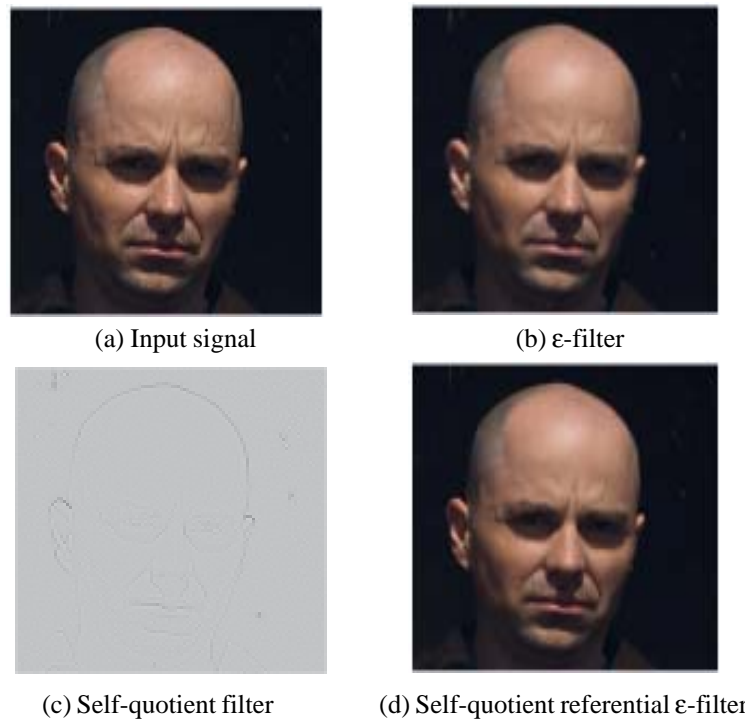 (a) Input signal
(b) ε-filter
(c) Self-quotient filter
(d) Self-quotient referential ε-filter